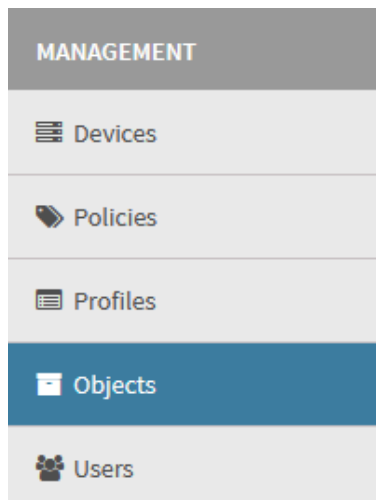 MANAGEMENT
Devices
Policies
Profiles
Objects
Users